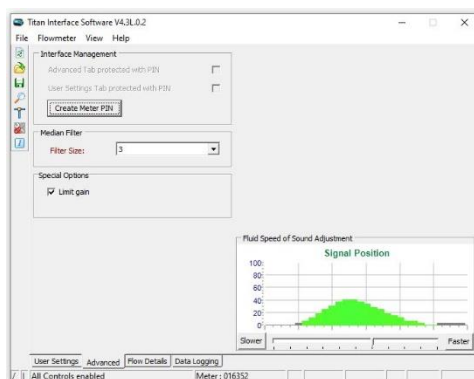 Titan Interface Software V4.3L.0.2
File Flowmeter View Help
Interface Management
Advanced Tab protected with PIN
User Settings Tab protected with PIN
Create Meter PIN
Median Filter
Filter Size: 3
Special Options
Limit gain
Fluid Speed of Sound Adjustment
Signal Position
100
80
60
40
20
0
Slower Faster
User Settings Advanced Flow Details Data Logging
All Controls enabled Meter : 016352